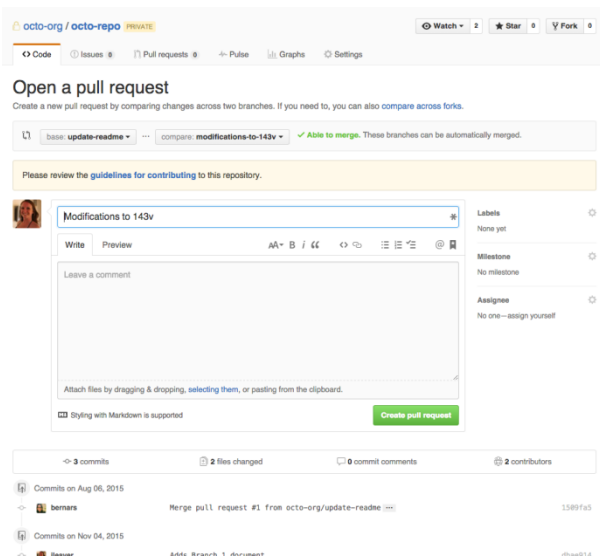 octo-org / octo-repo PRIVATE Watch 2 Star 0 Fork 0
Code Issues 0 Pull requests 0 Pulse Graphs Settings
Open a pull request
Create a new pull request by comparing changes across two branches. If you need to, you can also compare across forks.
base: update-readme ... compare: modifications-to-143v ✓ Able to merge. These branches can be automatically merged.
Please review the guidelines for contributing to this repository.
Modifications to 143v
Labels
None yet
Write Preview AA B i “ <> @
Milestone
No milestone
Leave a comment
Assignee
No one—assign yourself
Attach files by dragging & dropping, selecting them, or pasting from the clipboard.
Styling with Markdown is supported Create pull request
3 commits 2 files changed 0 commit comments 2 contributors
Commits on Aug 06, 2015
bernars Merge pull request #1 from octo-org/update-readme ... 1509fa5
Commits on Nov 04, 2015
Adds Branch 1 document